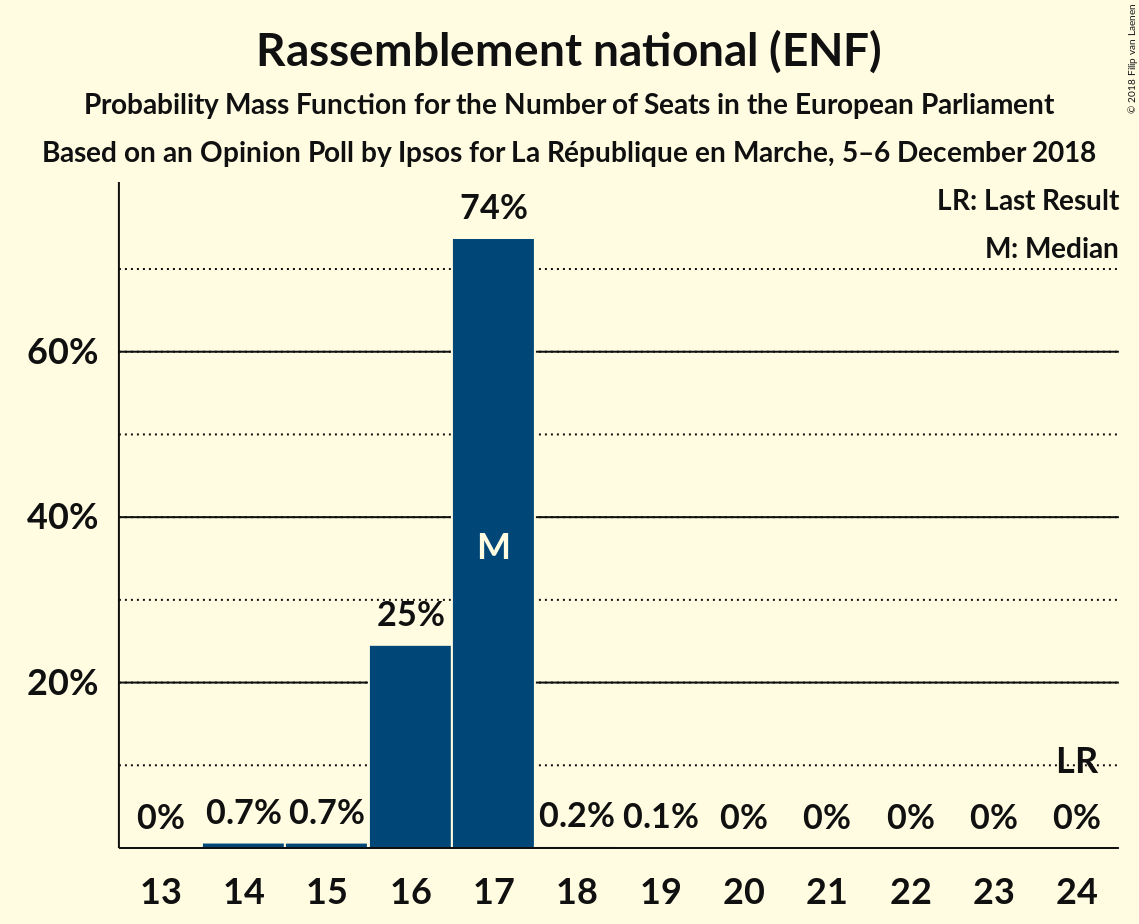 Rassemblement national (ENF)
Probability Mass Function for the Number of Seats in the European Parliament
Based on an Opinion Poll by Ipsos for La République en Marche, 5–6 December 2018
© 2018 Filip van Laenen
LR: Last Result
M: Median
74%
60%
40%
M
25%
20%
LR
0% 0.7% 0.7% 0.2% 0.1% 0% 0% 0% 0% 0%
13 14 15 16 17 18 19 20 21 22 23 24